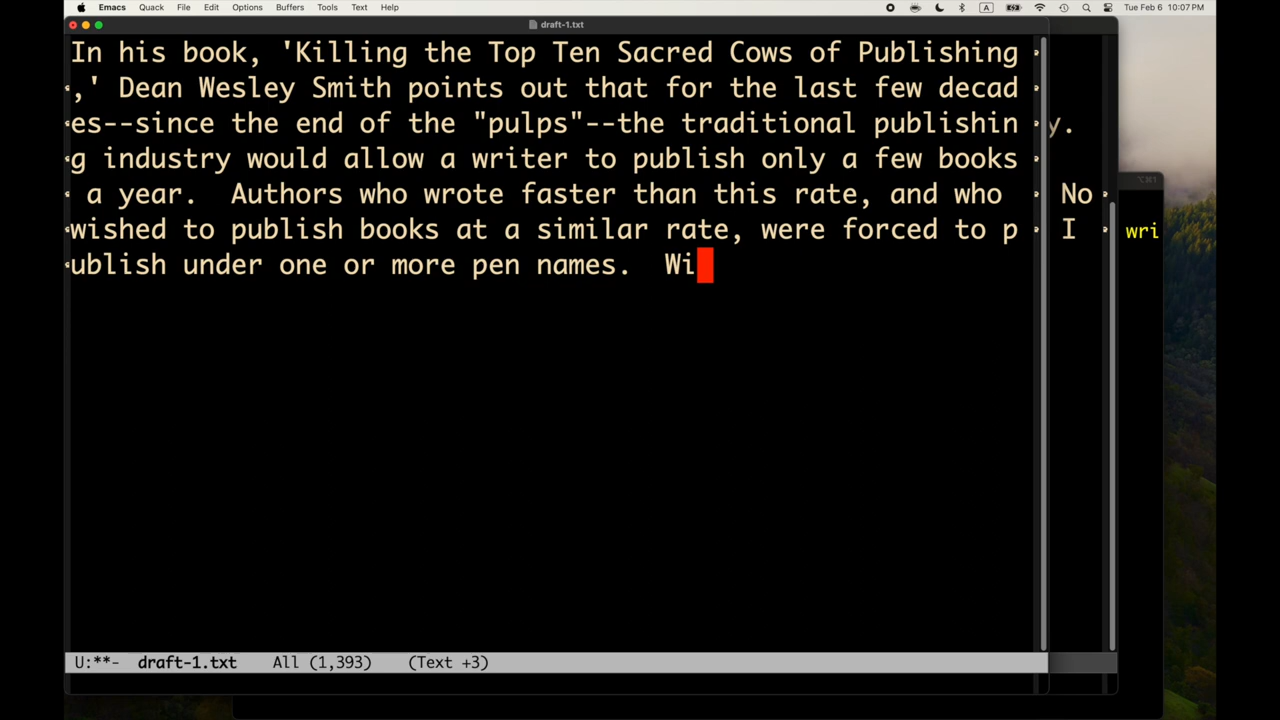 Emacs Quack File Edit Options Buffers Tools Text Help A Tue Feb 6 10:07 PM
draft-1.txt
In his book, 'Killing the Top Ten Sacred Cows of Publishing
,' Dean Wesley Smith points out that for the last few decad
es--since the end of the "pulps"--the traditional publishin y.
g industry would allow a writer to publish only a few books
⌥⌘1
a year.  Authors who wrote faster than this rate, and who No
wished to publish books at a similar rate, were forced to p I wri
ublish under one or more pen names.  Wi
U:**- draft-1.txt All (1,393) (Text +3)